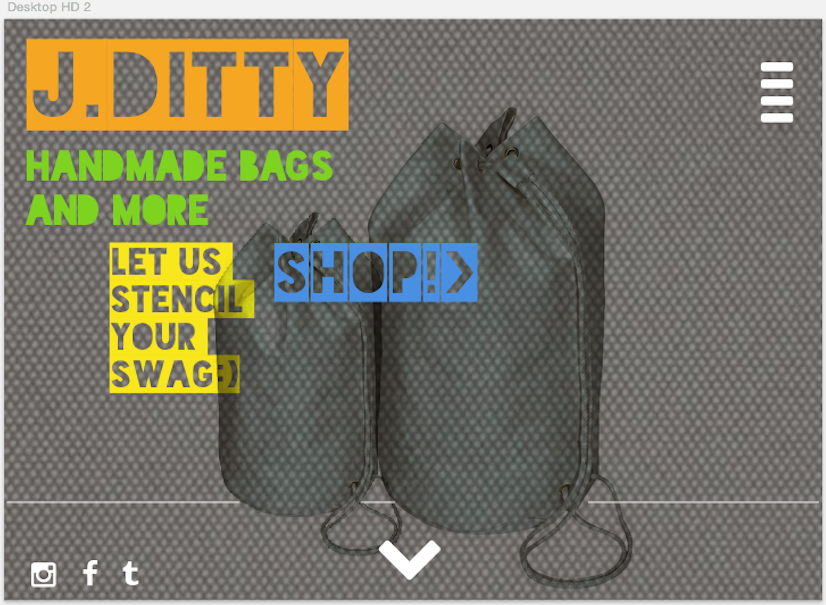 Desktop HD 2
J.DITTY
HANDMADE BAGS
AND MORE
LET US
STENCIL
YOUR
SWAG:)
SHOP!>